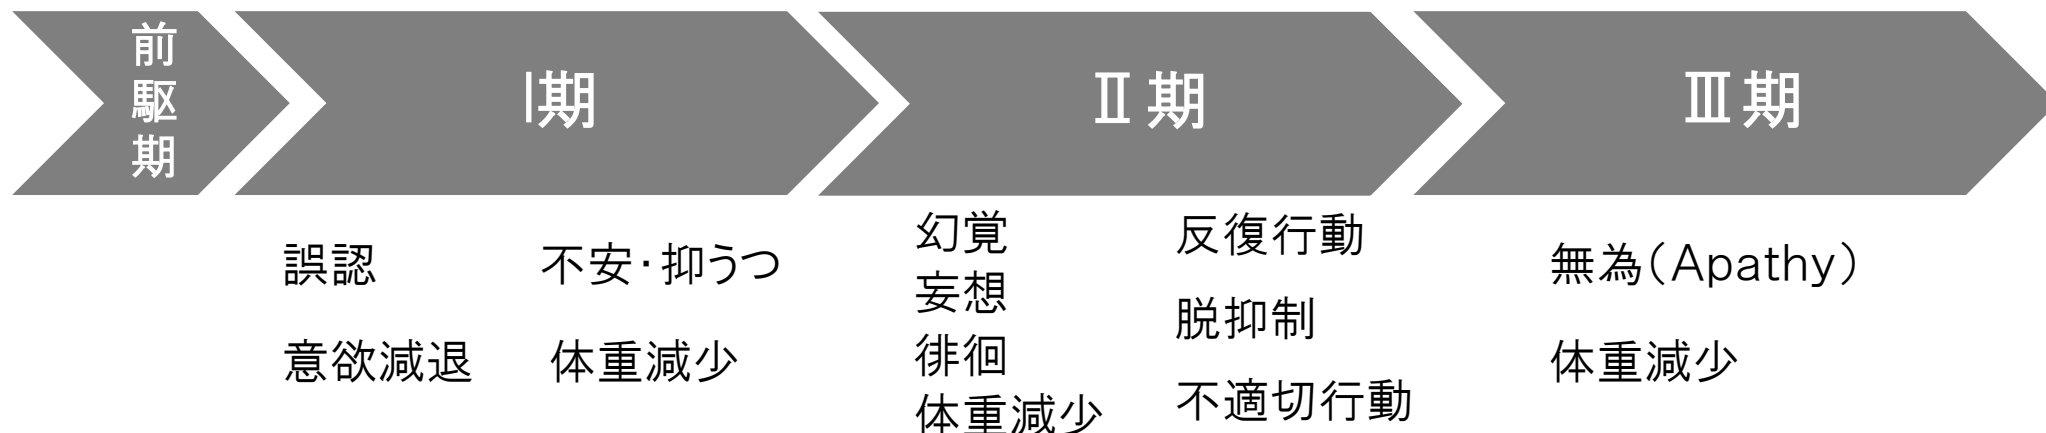 前駆期
Ⅰ期
Ⅱ期
Ⅲ期
誤認
不安・抑うつ
意欲減退
体重減少
幻覚
妄想
徘徊
体重減少
反復行動
脱抑制
不適切行動
無為(Apathy)
体重減少